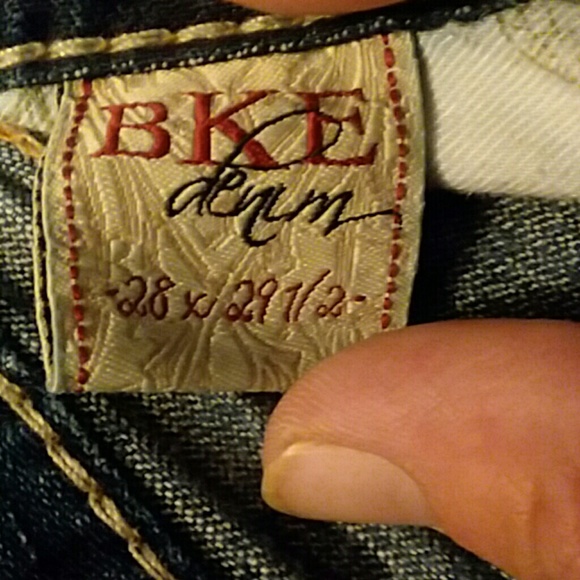 BKE
denim
-28 x 29 1/2-